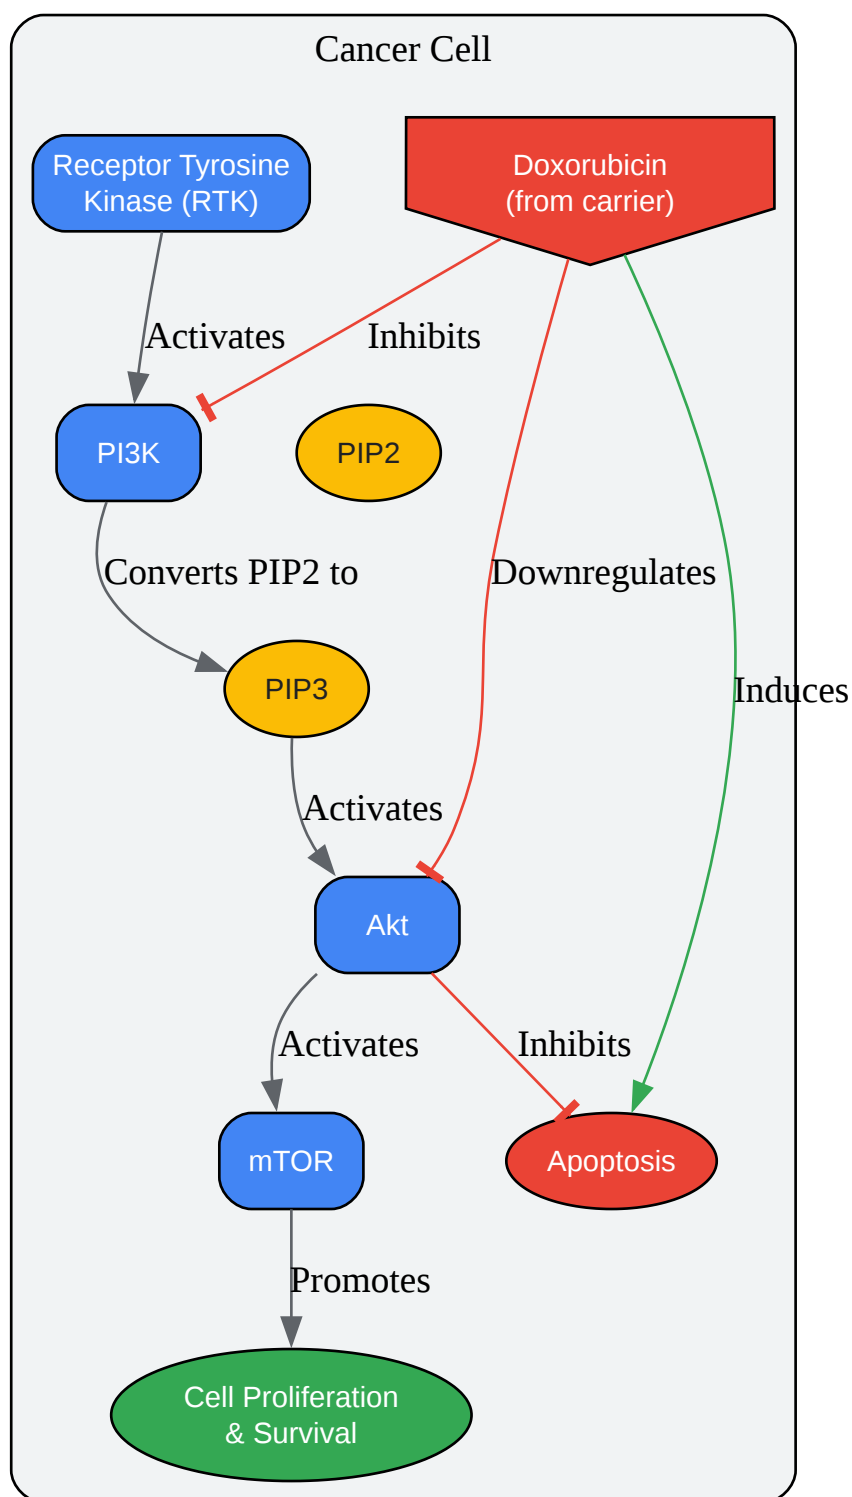 Cancer Cell
Receptor Tyrosine
Kinase (RTK)
Doxorubicin
(from carrier)
Activates
Inhibits
PI3K
PIP2
Converts PIP2 to
Downregulates
PIP3
Induces
Activates
Akt
Activates
Inhibits
mTOR
Apoptosis
Promotes
Cell Proliferation
& Survival